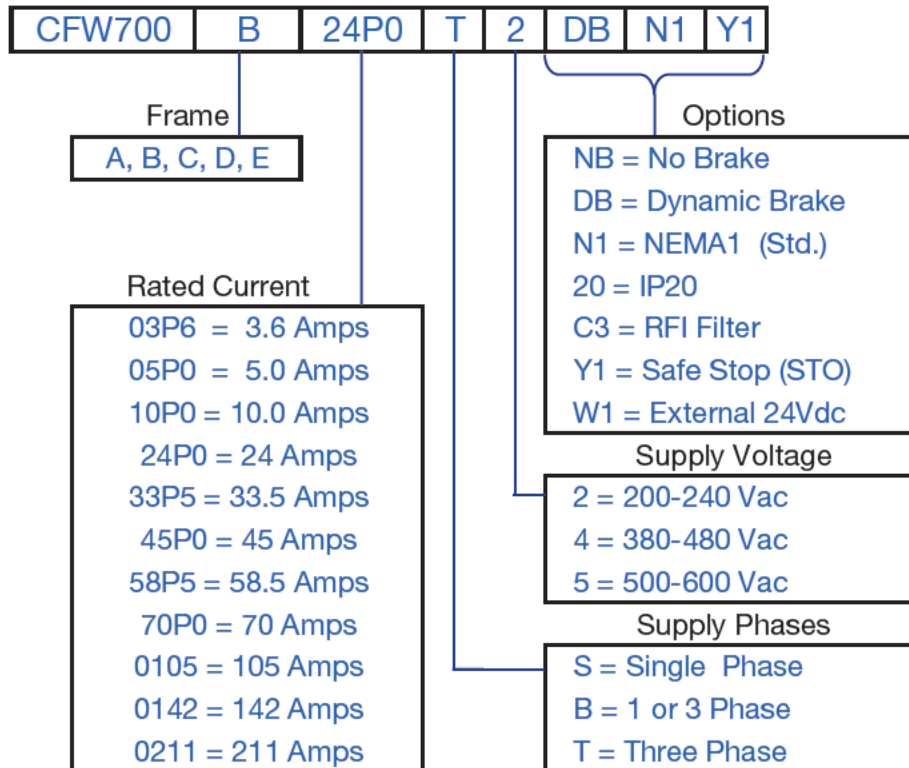 CFW700 B 24P0 T 2 DB N1 Y1
Frame
A, B, C, D, E
Rated Current
03P6 = 3.6 Amps
05P0 = 5.0 Amps
10P0 = 10.0 Amps
24P0 = 24 Amps
33P5 = 33.5 Amps
45P0 = 45 Amps
58P5 = 58.5 Amps
70P0 = 70 Amps
0105 = 105 Amps
0142 = 142 Amps
0211 = 211 Amps
Options
NB = No Brake
DB = Dynamic Brake
N1 = NEMA1 (Std.)
20 = IP20
C3 = RFI Filter
Y1 = Safe Stop (STO)
W1 = External 24Vdc
Supply Voltage
2 = 200-240 Vac
4 = 380-480 Vac
5 = 500-600 Vac
Supply Phases
S = Single Phase
B = 1 or 3 Phase
T = Three Phase